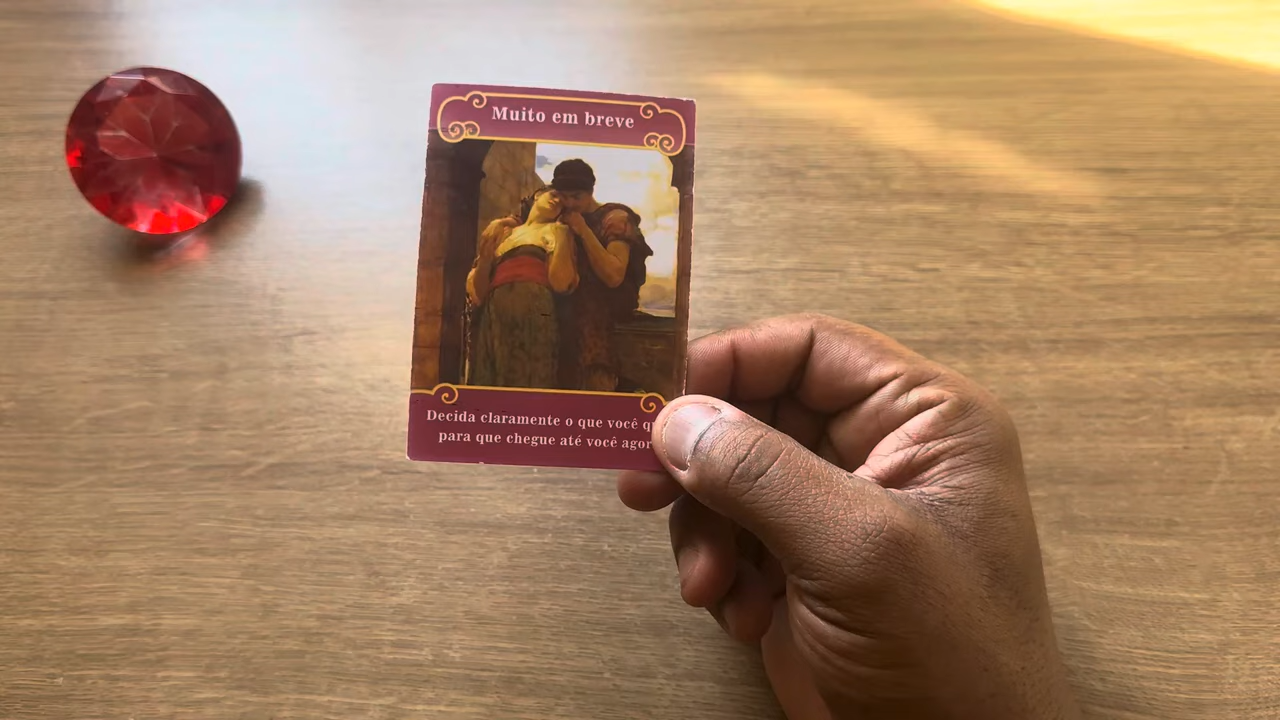 Muito em breve
Decida claramente o que você
para que chegue até você